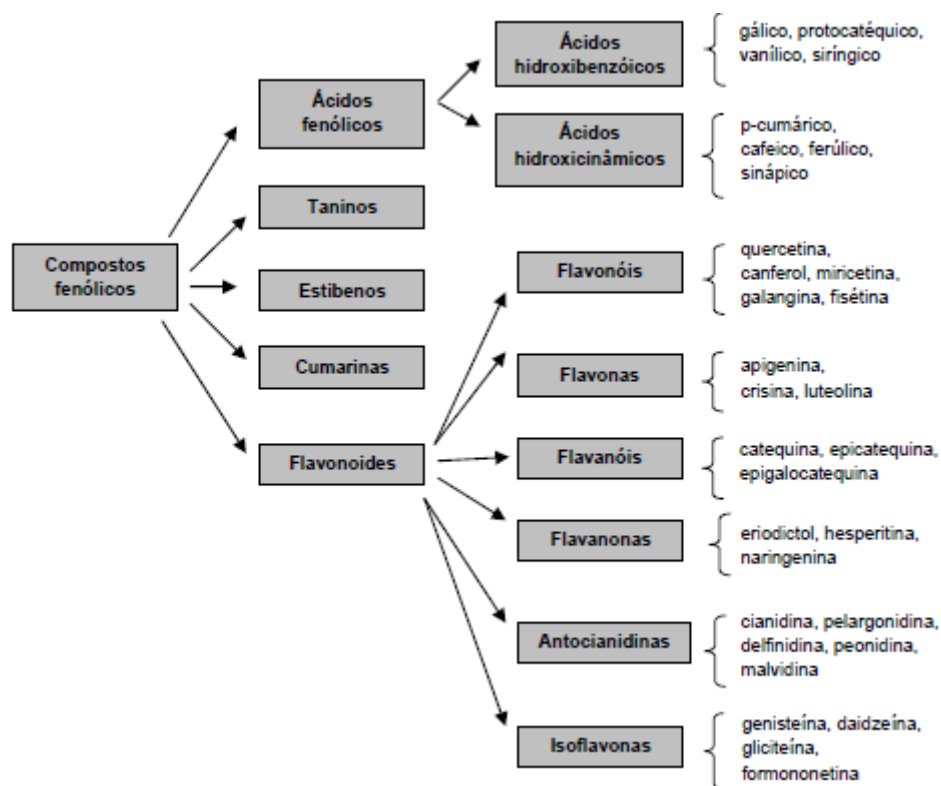 Compostos
fenólicos
Ácidos
fenólicos
Taninos
Estibenos
Cumarinas
Flavonoides
Ácidos
hidroxibenzóicos
gálico, protocatéquico,
vanílico, siríngico
Ácidos
hidroxicinâmicos
p-cumárico,
cafeico, ferúlico,
sinápico
Flavonóis
quercetina,
canferol, miricetina,
galangina, fisétina
Flavonas
apigenina,
crisina, luteolina
Flavanóis
catequina, epicatequina,
epigalocatequina
Flavanonas
eriodictol, hesperitina,
naringenina
Antocianidinas
cianidina, pelargonidina,
delfinidina, peonidina,
malvidina
Isoflavonas
genisteína, daidzeína,
gliciteína,
formononetina